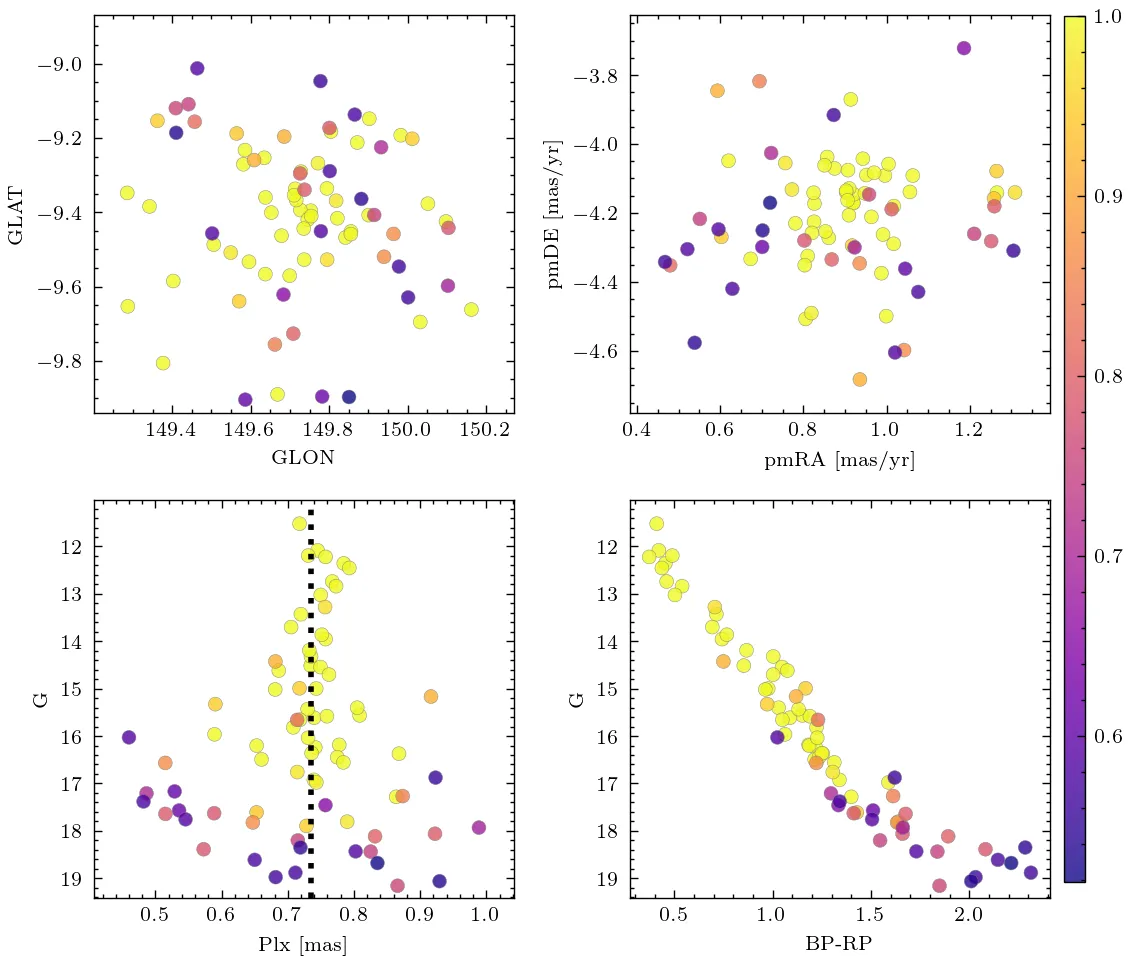 GLAT
−9.0
−9.2
−9.4
−9.6
−9.8
149.4 149.6 149.8 150.0 150.2
GLON
pmDE [mas/yr]
−3.8
−4.0
−4.2
−4.4
−4.6
0.4 0.6 0.8 1.0 1.2
pmRA [mas/yr]
1.0
0.9
0.8
0.7
0.6
G
12
13
14
15
16
17
18
19
0.5 0.6 0.7 0.8 0.9 1.0
Plx [mas]
G
12
13
14
15
16
17
18
19
0.5 1.0 1.5 2.0
BP-RP